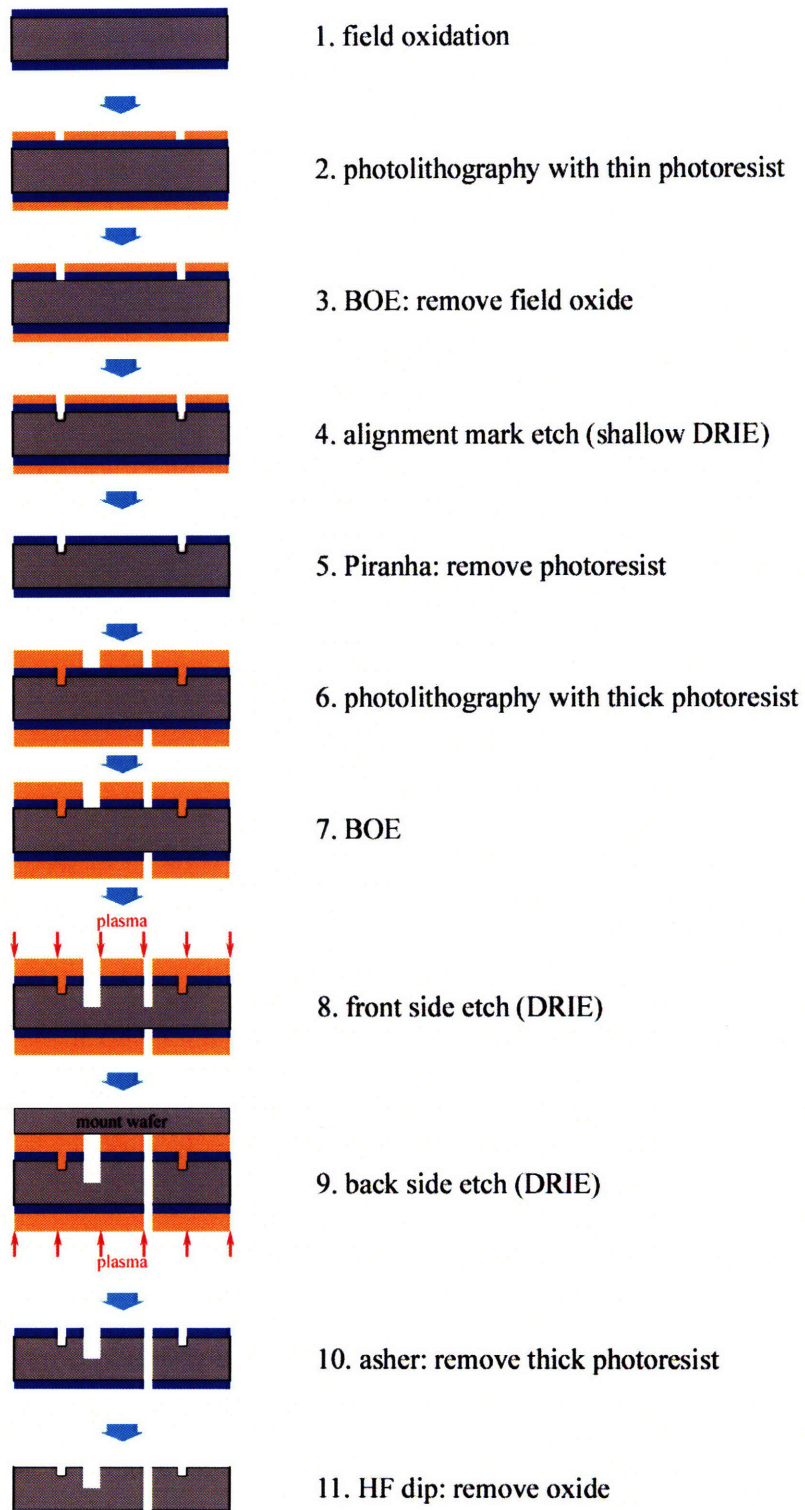 1. field oxidation
2. photolithography with thin photoresist
3. BOE: remove field oxide
4. alignment mark etch (shallow DRIE)
5. Piranha: remove photoresist
6. photolithography with thick photoresist
7. BOE
plasma
8. front side etch (DRIE)
mount wafer
9. back side etch (DRIE)
plasma
10. asher: remove thick photoresist
11. HF dip: remove oxide